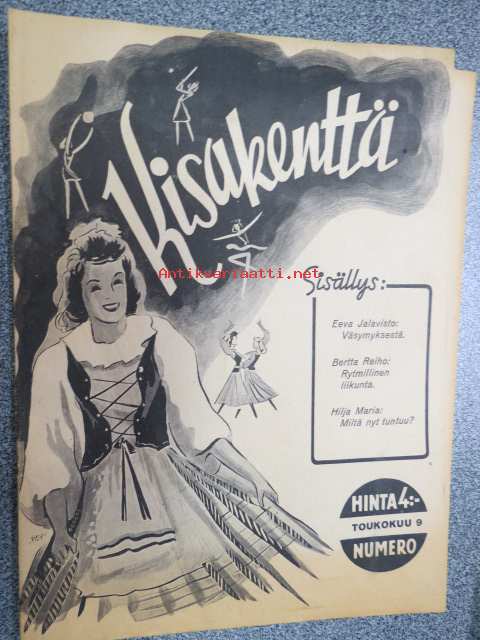 Kisakenttä
Antikvariaatti.net
Sisällys:
Eeva Jalavisto:
Väsymyksestä.
Bertta Reiho:
Rytmillinen
liikunta.
Hilja Maria:
Miltä nyt tuntuu?
HINTA 4:-
TOUKOKUU 9
NUMERO